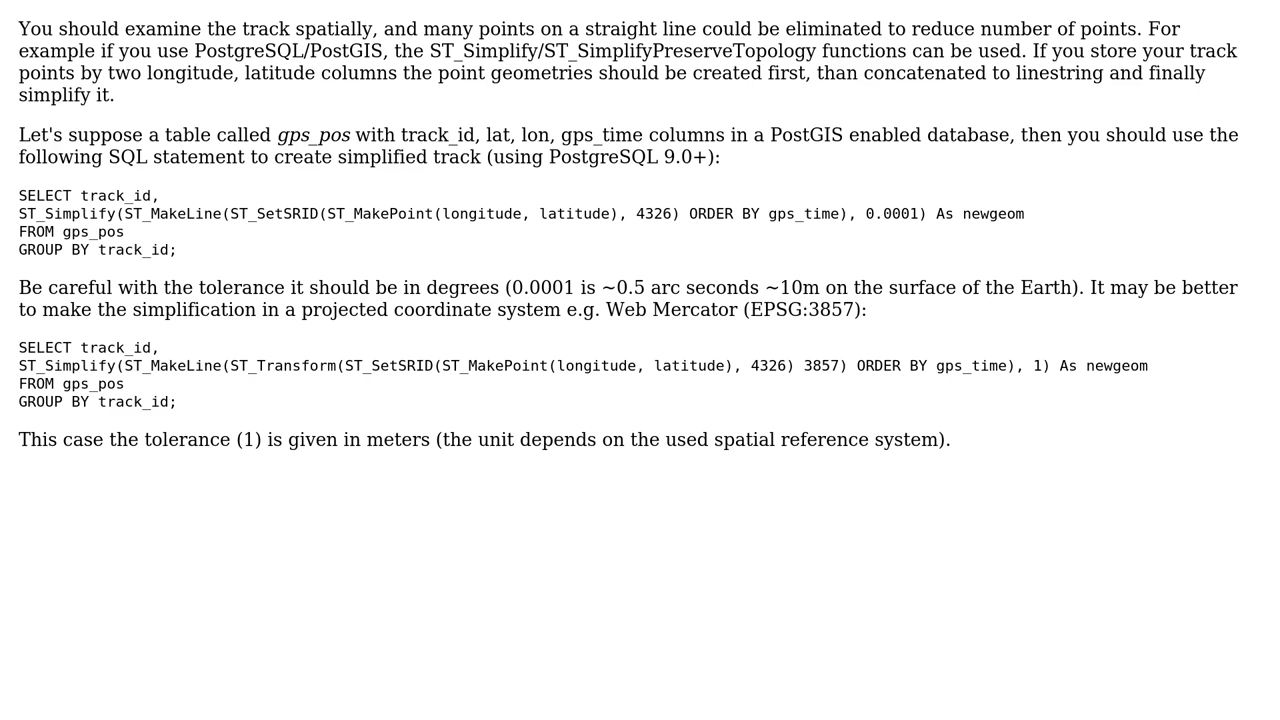 You should examine the track spatially, and many points on a straight line could be eliminated to reduce number of points. For
example if you use PostgreSQL/PostGIS, the ST_Simplify/ST_SimplifyPreserveTopology functions can be used. If you store your track
points by two longitude, latitude columns the point geometries should be created first, than concatenated to linestring and finally
simplify it.
Let's suppose a table called gps_pos with track_id, lat, lon, gps_time columns in a PostGIS enabled database, then you should use the
following SQL statement to create simplified track (using PostgreSQL 9.0+):
SELECT track_id,
ST_Simplify(ST_MakeLine(ST_SetSRID(ST_MakePoint(longitude, latitude), 4326) ORDER BY gps_time), 0.0001) As newgeom
FROM gps_pos
GROUP BY track_id;
Be careful with the tolerance it should be in degrees (0.0001 is ~0.5 arc seconds ~10m on the surface of the Earth). It may be better
to make the simplification in a projected coordinate system e.g. Web Mercator (EPSG:3857):
SELECT track_id,
ST_Simplify(ST_MakeLine(ST_Transform(ST_SetSRID(ST_MakePoint(longitude, latitude), 4326) 3857) ORDER BY gps_time), 1) As newgeom
FROM gps_pos
GROUP BY track_id;
This case the tolerance (1) is given in meters (the unit depends on the used spatial reference system).